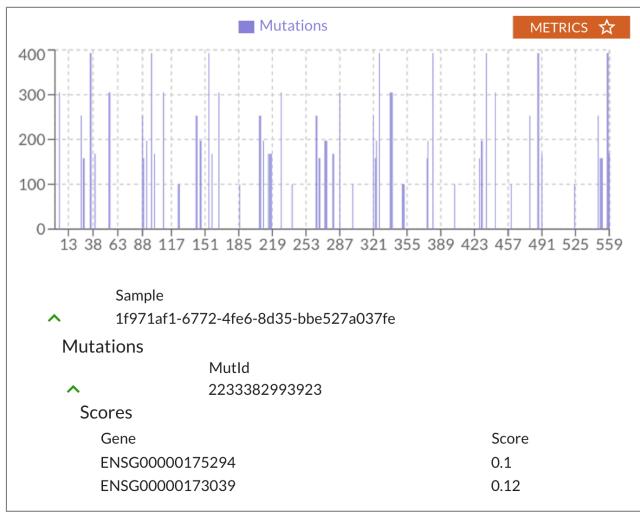 Mutations
METRICS
400
300
200
100
0
13 38 63 88 117 151 185 219 253 287 321 355 389 423 457 491 525 559
Sample
1f971af1-6772-4fe6-8d35-bbe527a037fe
Mutations
MutId
2233382993923
Scores
Gene Score
ENSG00000175294 0.1
ENSG00000173039 0.12